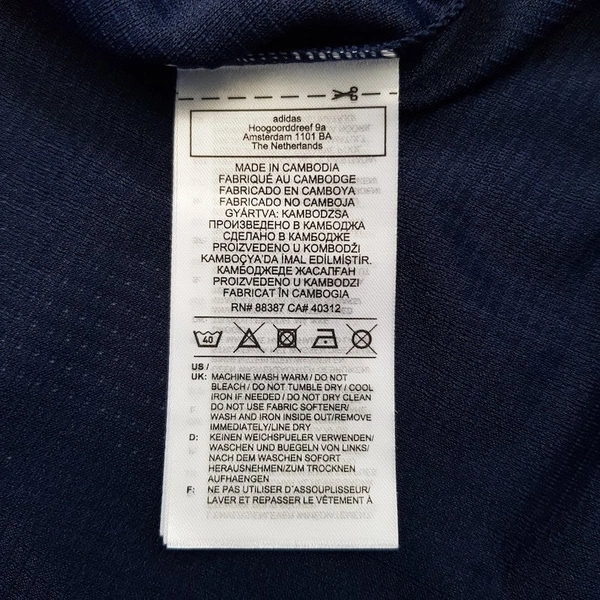 adidas
Hoogoorddreef 9a
Amsterdam 1101 BA
The Netherlands
MADE IN CAMBODIA
FABRIQUÉ AU CAMBODGE
FABRICADO EN CAMBOYA
FABRICADO NO CAMBOJA
GYÁRTVA: KAMBODZSA
ПРОИЗВЕДЕНО В КАМБОДЖА
СДЕЛАНО В КАМБОДЖЕ
PROIZVEDENO U KOMBODŽI
KAMBOÇYA'DA İMAL EDİLMİŞTİR.
КАМБОДЖЕДЕ ЖАСАЛҒАН
PROIZVEDENO U KAMBODZI
FABRICAT ÎN CAMBOGIA
RN# 88387 CA# 40312
40
US /
UK: MACHINE WASH WARM / DO NOT
BLEACH / DO NOT TUMBLE DRY / COOL
IRON IF NEEDED / DO NOT DRY CLEAN
DO NOT USE FABRIC SOFTENER/
WASH AND IRON INSIDE OUT/REMOVE
IMMEDIATELY/LINE DRY
D: KEINEN WEICHSPUELER VERWENDEN/
WASCHEN UND BUEGELN VON LINKS/
NACH DEM WASCHEN SOFORT
HERAUSNEHMEN/ZUM TROCKNEN
AUFHAENGEN
F: NE PAS UTILISER D'ASSOUPLISEUR/
LAVER ET REPASSER LE VÊTEMENT À